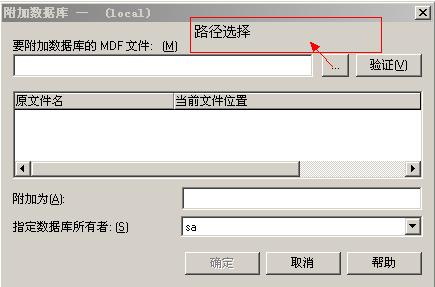 附加数据库 — (local)
路径选择
要附加数据库的 MDF 文件: (M)
... 验证(V)
原文件名 当前文件位置
附加为(A):
指定数据库所有者: (S) sa
确定 取消 帮助